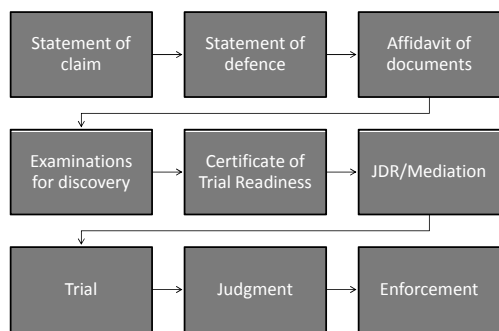 Statement of
claim
Statement of
defence
Affidavit of
documents
Examinations
for discovery
Certificate of
Trial Readiness
JDR/Mediation
Trial
Judgment
Enforcement